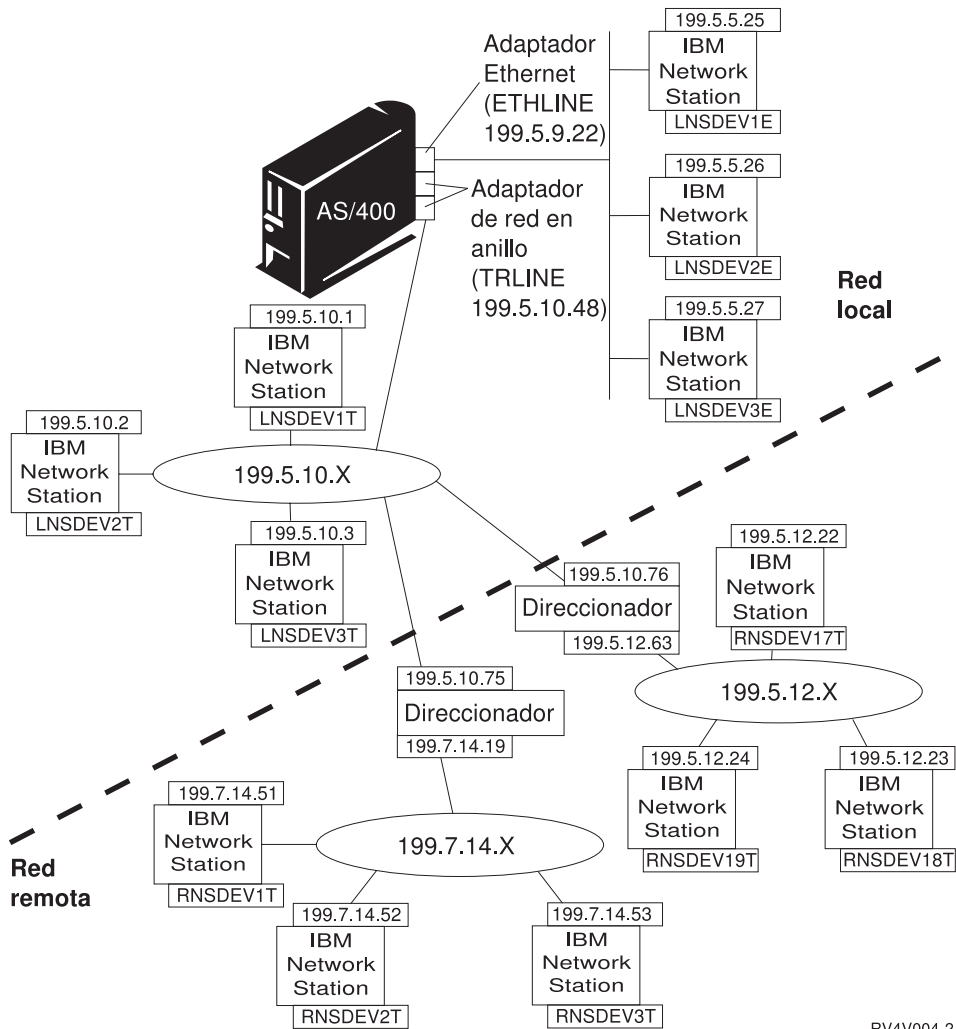 199.5.5.25
IBM
Network
Station
LNSDEV1E
Adaptador
Ethernet
(ETHLINE
199.5.9.22)
AS/400
Adaptador
de red en
anillo
(TRLINE
199.5.10.48)
199.5.5.26
IBM
Network
Station
LNSDEV2E
Red
local
199.5.5.27
IBM
Network
Station
LNSDEV3E
199.5.10.1
IBM
Network
Station
LNSDEV1T
199.5.10.2
IBM
Network
Station
LNSDEV2T
199.5.10.X
199.5.10.3
IBM
Network
Station
LNSDEV3T
199.5.10.76
Direccionador
199.5.12.63
199.5.12.22
IBM
Network
Station
RNSDEV17T
199.5.12.X
199.5.10.75
Direccionador
199.7.14.19
199.5.12.24
IBM
Network
Station
RNSDEV19T
199.5.12.23
IBM
Network
Station
RNSDEV18T
199.7.14.51
IBM
Network
Station
RNSDEV1T
199.7.14.X
Red
remota
199.7.14.52
IBM
Network
Station
RNSDEV2T
199.7.14.53
IBM
Network
Station
RNSDEV3T
RV4V004-2